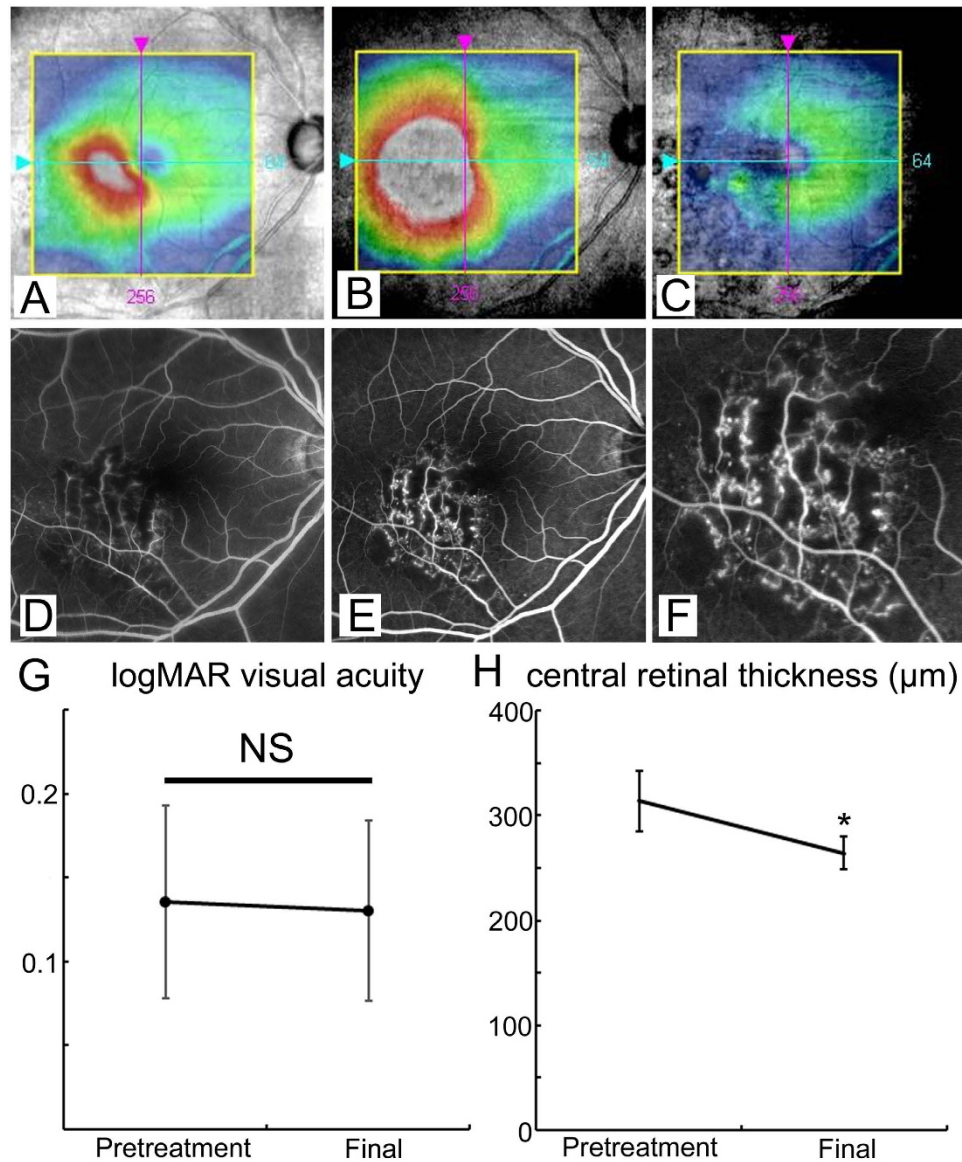 64
256
A
64
256
B
64
256
C
D
E
F
G logMAR visual acuity
H central retinal thickness (µm)
NS
0.2
0.1
Pretreatment Final
400
300
*
200
100
0
Pretreatment Final